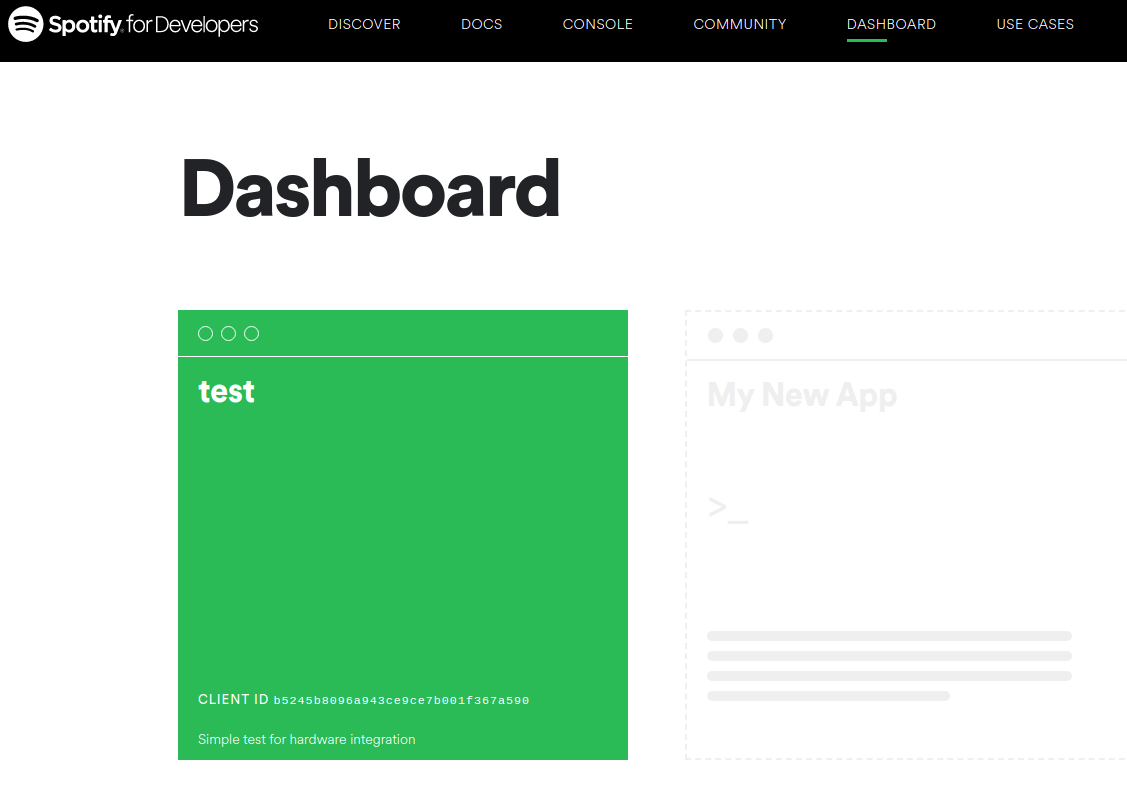 Spotify® for Developers DISCOVER DOCS CONSOLE COMMUNITY DASHBOARD USE CASES
Dashboard
test
CLIENT ID b5245b8096a943ce9ce7b001f367a590
Simple test for hardware integration
My New App
>_